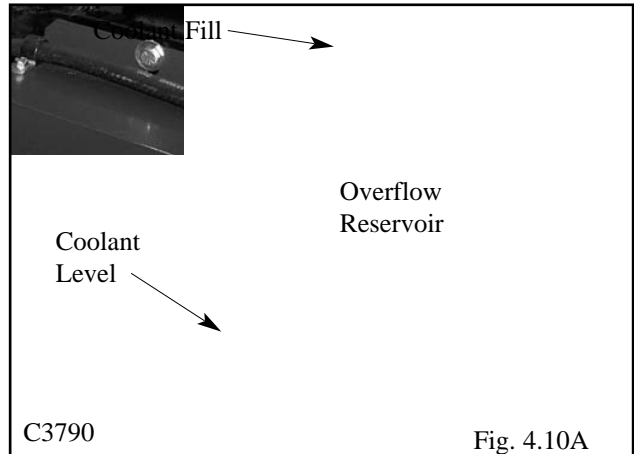 Coolant Fill
Overflow
Reservoir
Coolant
Level
C3790
Fig. 4.10A